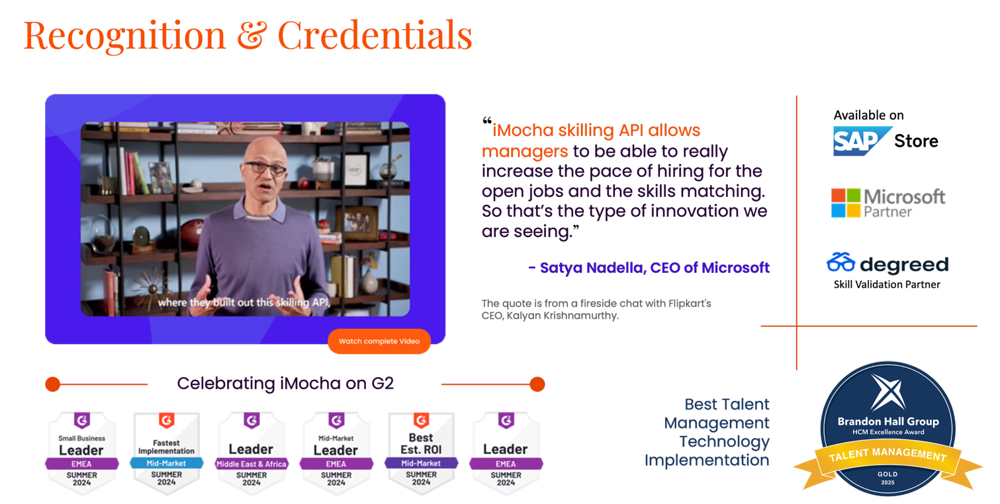 Recognition & Credentials
where they built out this skilling API,
Watch complete Video
“iMocha skilling API allows
managers to be able to really
increase the pace of hiring for the
open jobs and the skills matching.
So that’s the type of innovation we
are seeing.”
- Satya Nadella, CEO of Microsoft
The quote is from a fireside chat with Flipkart's
CEO, Kalyan Krishnamurthy.
Available on
SAP Store
Microsoft
Partner
degreed
Skill Validation Partner
Celebrating iMocha on G2
Small Business
Leader
EMEA
SUMMER
2024
Fastest
Implementation
Mid-Market
SUMMER
2024
Leader
Middle East & Africa
SUMMER
2024
Mid-Market
Leader
EMEA
SUMMER
2024
Best
Est. ROI
Mid-Market
SUMMER
2024
Leader
EMEA
SUMMER
2024
Best Talent
Management
Technology
Implementation
Brandon Hall Group
HCM Excellence Award
TALENT MANAGEMENT
GOLD
2025